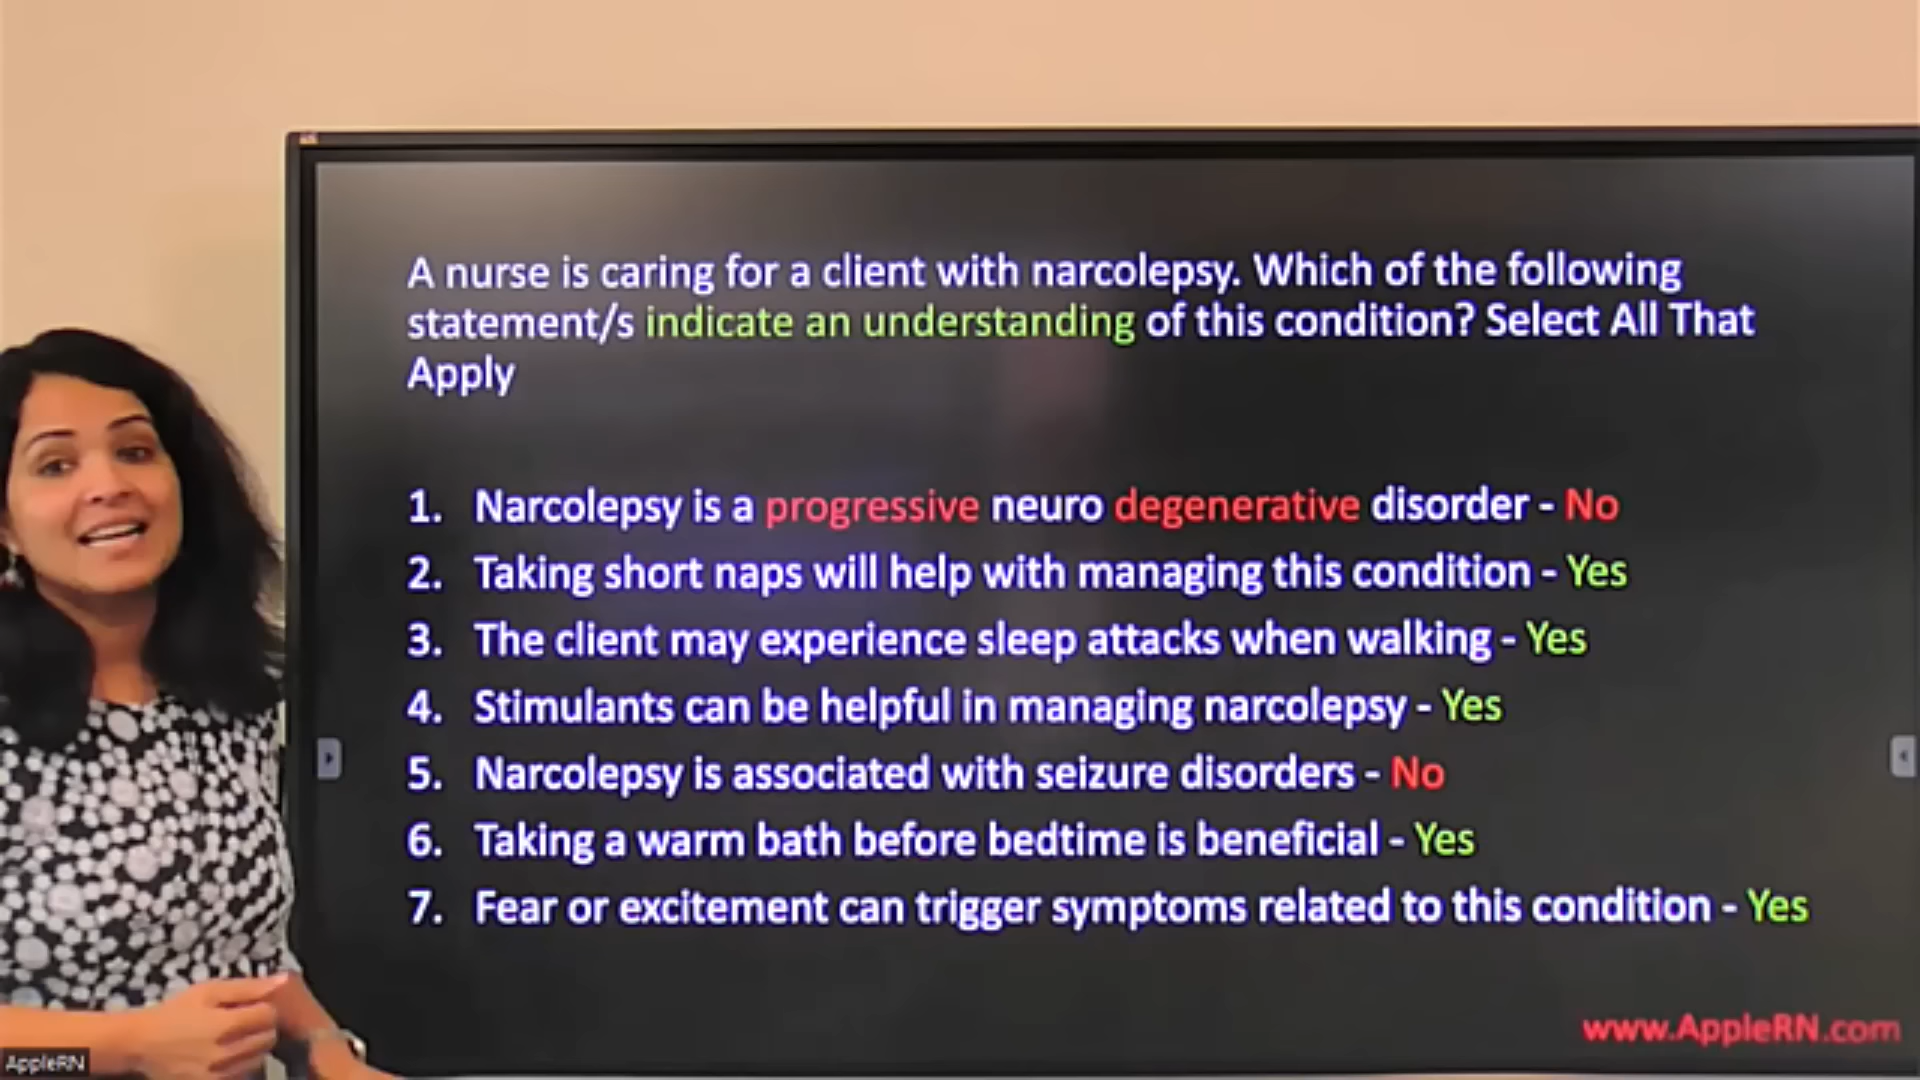 A nurse is caring for a client with narcolepsy. Which of the following
statement/s indicate an understanding of this condition? Select All That
Apply
1. Narcolepsy is a progressive neuro degenerative disorder - No
2. Taking short naps will help with managing this condition - Yes
3. The client may experience sleep attacks when walking - Yes
4. Stimulants can be helpful in managing narcolepsy - Yes
5. Narcolepsy is associated with seizure disorders - No
6. Taking a warm bath before bedtime is beneficial - Yes
7. Fear or excitement can trigger symptoms related to this condition - Yes
www.AppleRN.com
AppleRN